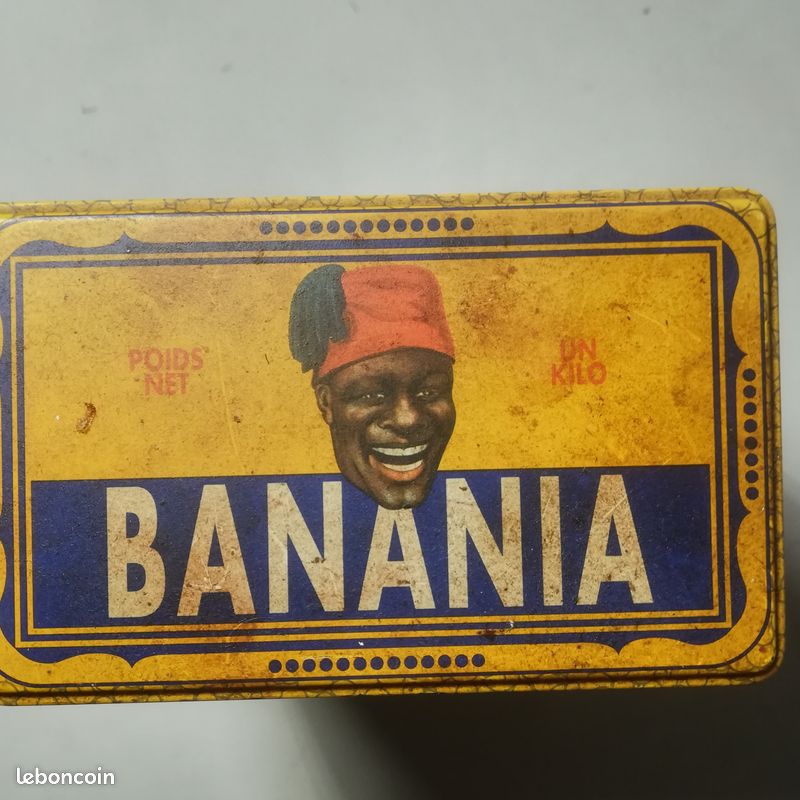 POIDS
NET
UN
KILO
BANANIA
leboncoin